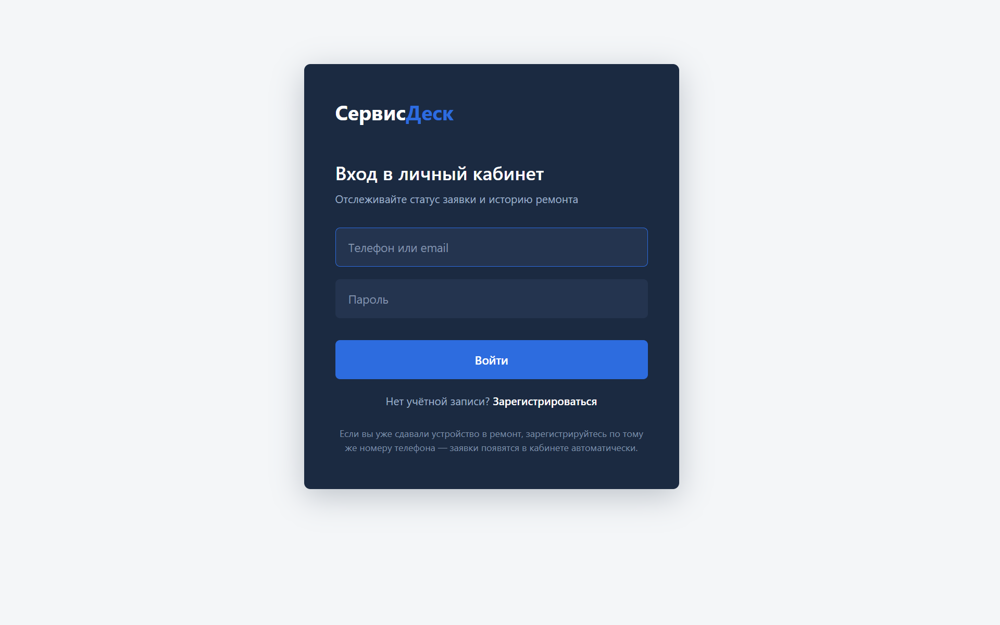 СервисДеск
Вход в личный кабинет
Отслеживайте статус заявки и историю ремонта
Телефон или email
Пароль
Войти
Нет учётной записи? Зарегистрироваться
Если вы уже сдавали устройство в ремонт, зарегистрируйтесь по тому
же номеру телефона — заявки появятся в кабинете автоматически.